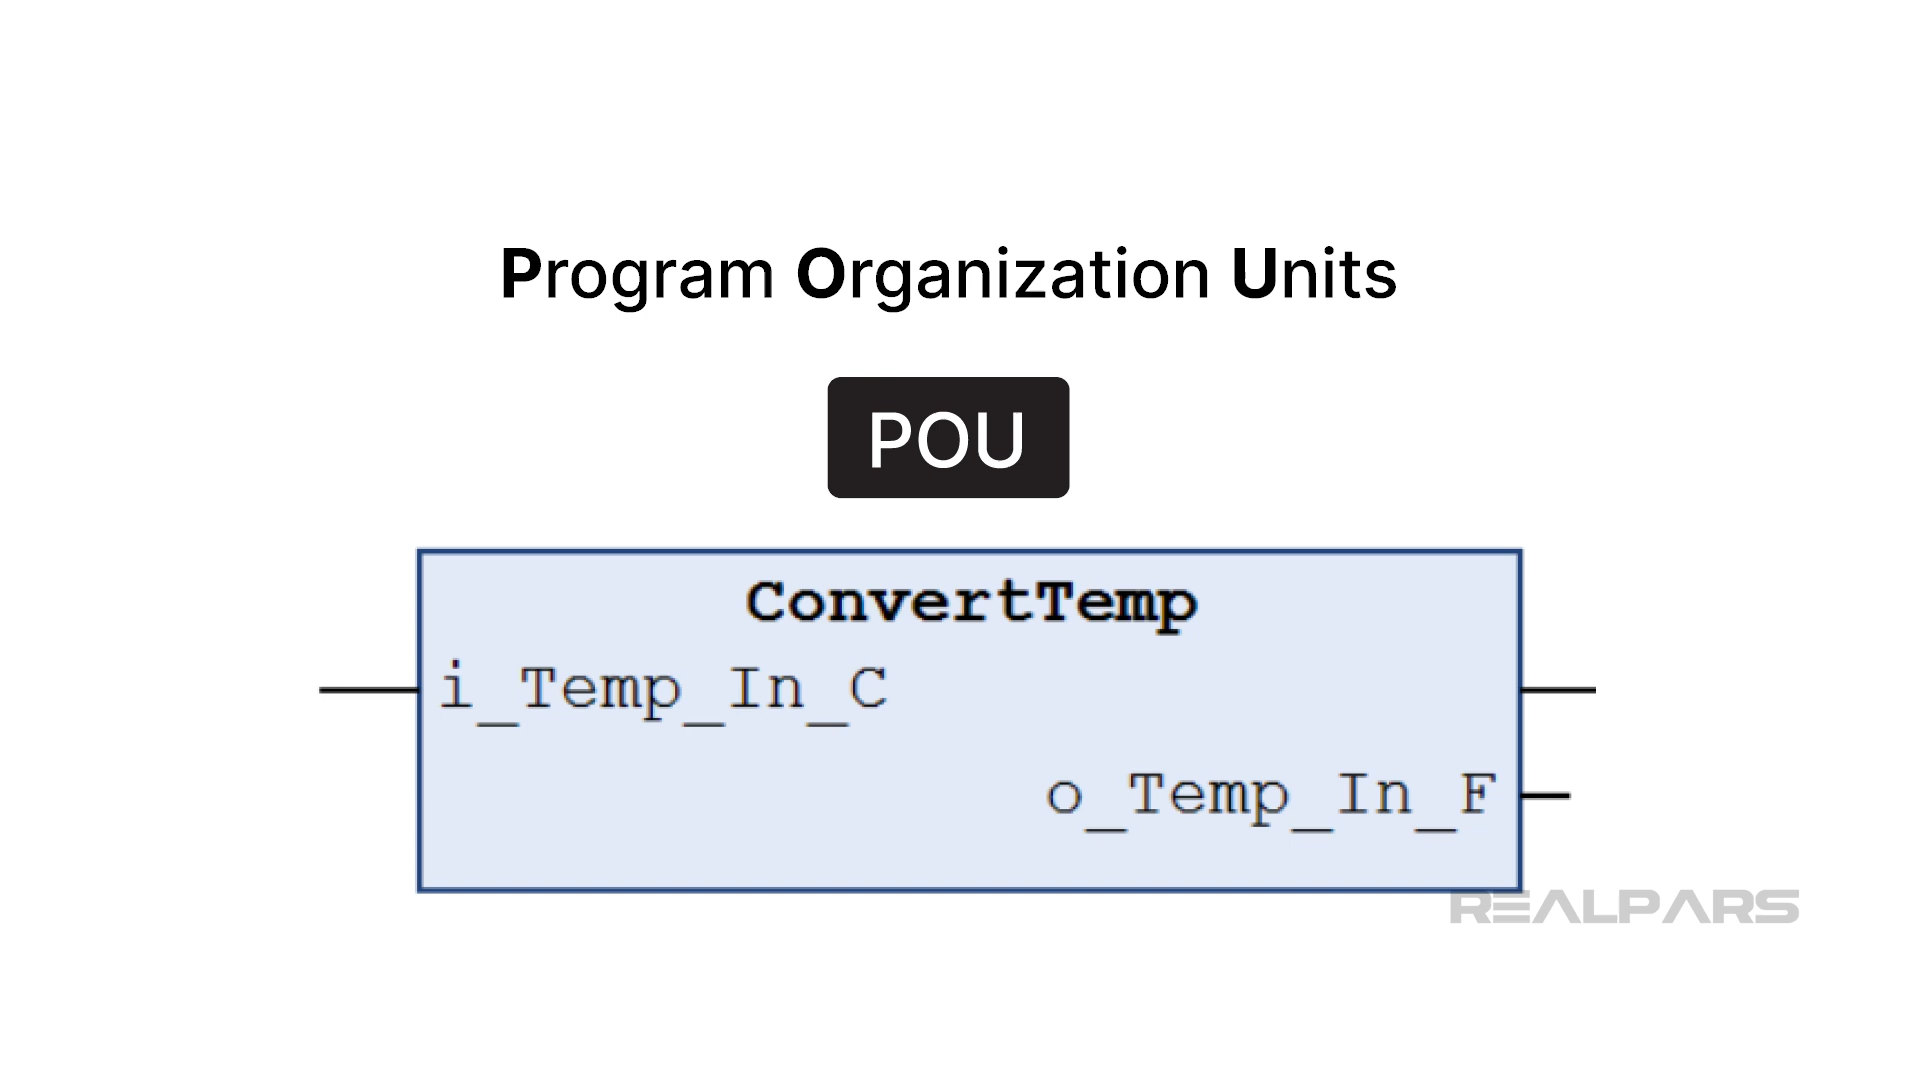 Program Organization Units
POU
ConvertTemp
i_Temp_In_C
o_Temp_In_F
REALPARS